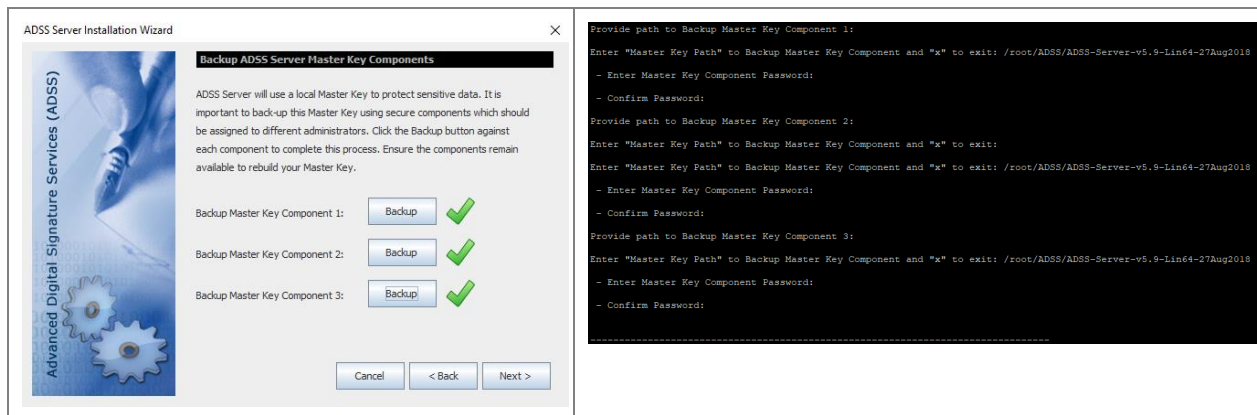 ADSS Server Installation Wizard
Advanced Digital Signature Services (ADSS)
Backup ADSS Server Master Key Components
ADSS Server will use a local Master Key to protect sensitive data. It is
important to back-up this Master Key using secure components which should
be assigned to different administrators. Click the Backup button against
each component to complete this process. Ensure the components remain
available to rebuild your Master Key.
Backup Master Key Component 1:
Backup
Backup Master Key Component 2:
Backup
Backup Master Key Component 3:
Backup
Cancel
< Back
Next >
Provide path to Backup Master Key Component 1:
Enter "Master Key Path" to Backup Master Key Component and "x" to exit: /root/ADSS/ADSS-Server-v5.9-Lin64-27Aug2018
- Enter Master Key Component Password:
- Confirm Password:
Provide path to Backup Master Key Component 2:
Enter "Master Key Path" to Backup Master Key Component and "x" to exit:
Enter "Master Key Path" to Backup Master Key Component and "x" to exit: /root/ADSS/ADSS-Server-v5.9-Lin64-27Aug2018
- Enter Master Key Component Password:
- Confirm Password:
Provide path to Backup Master Key Component 3:
Enter "Master Key Path" to Backup Master Key Component and "x" to exit: /root/ADSS/ADSS-Server-v5.9-Lin64-27Aug2018
- Enter Master Key Component Password:
- Confirm Password: